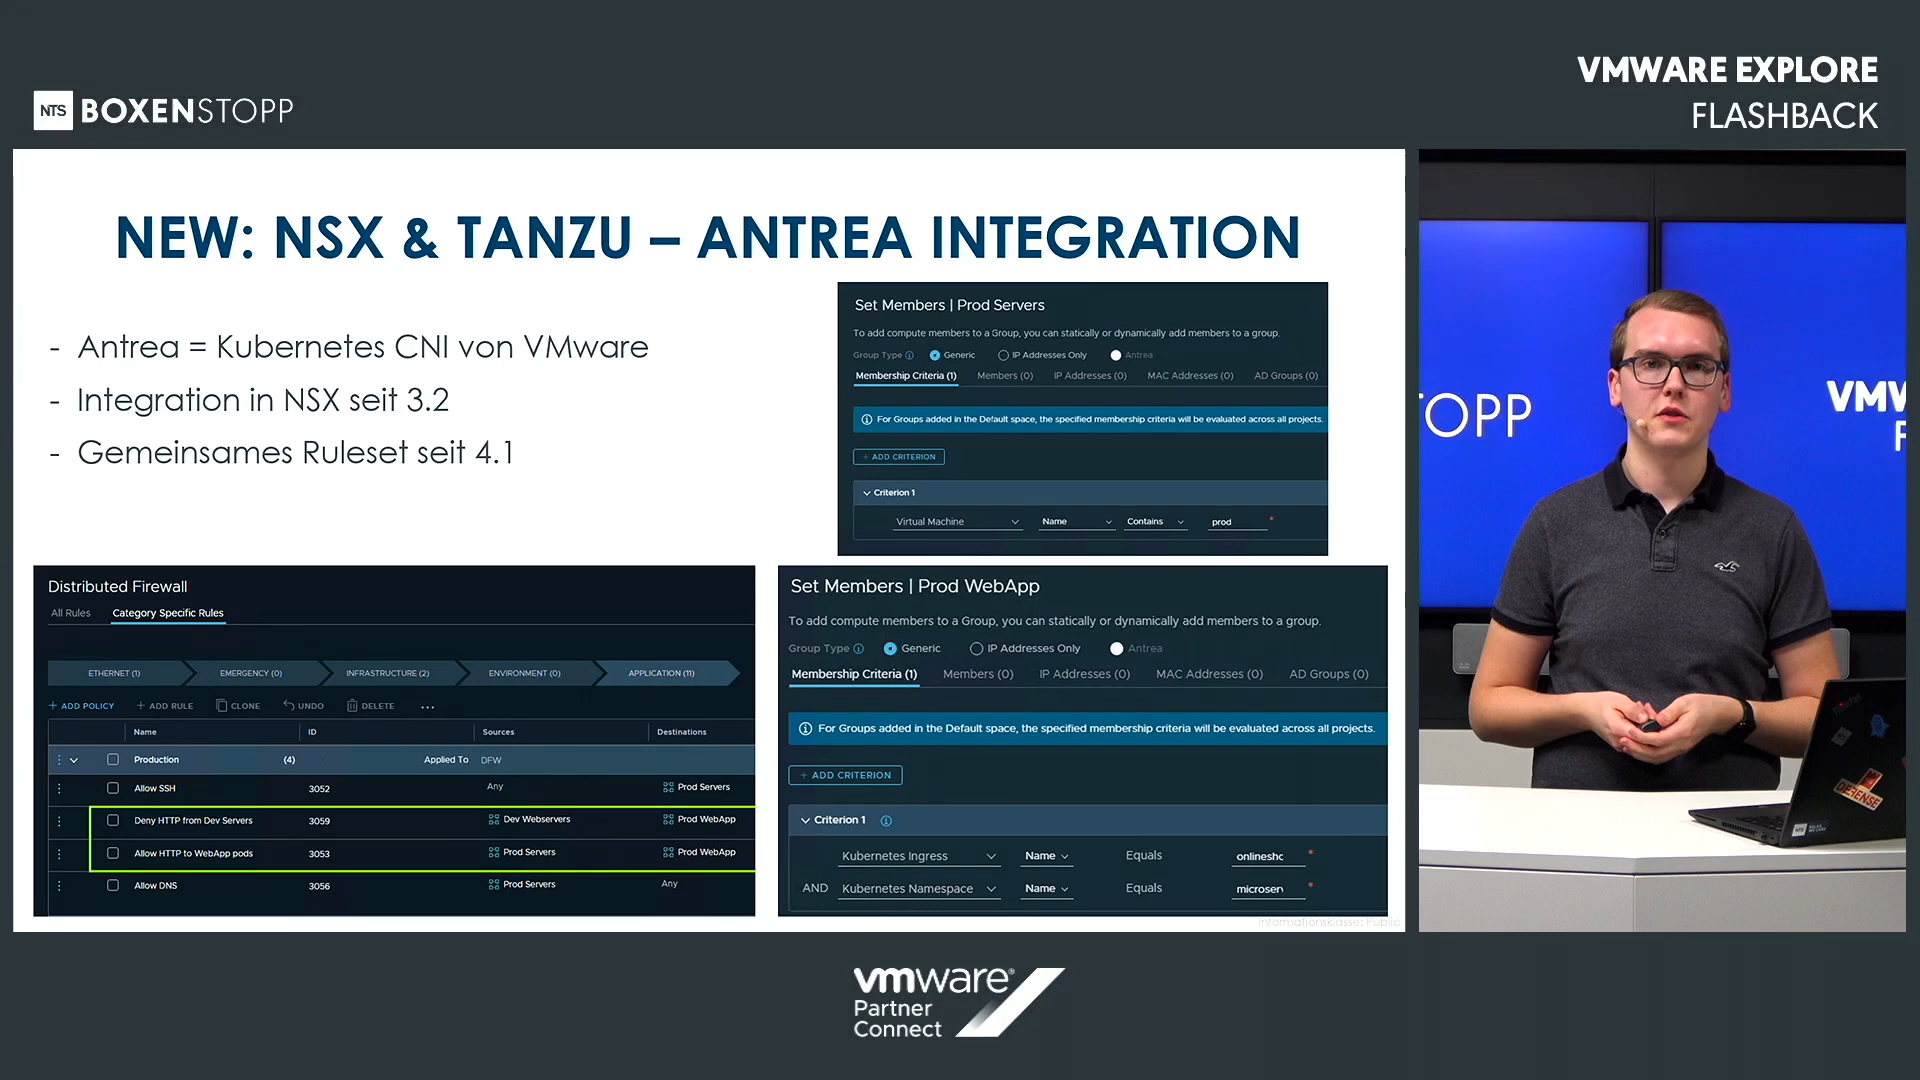 NTS BOXENSTOPP
VMWARE EXPLORE
FLASHBACK
NEW: NSX & TANZU – ANTREA INTEGRATION
- Antrea = Kubernetes CNI von VMware
- Integration in NSX seit 3.2
- Gemeinsames Ruleset seit 4.1
Set Members | Prod Servers
To add compute members to a Group, you can statically or dynamically add members to a group.
Group Type Generic IP Addresses Only Antrea
Membership Criteria (1) Members (0) IP Addresses (0) MAC Addresses (0) AD Groups (0)
For Groups added in the Default space, the specified membership criteria will be evaluated across all projects.
+ ADD CRITERION
Criterion 1
Virtual Machine Name Contains prod *
Distributed Firewall
All Rules Category Specific Rules
ETHERNET (1) EMERGENCY (0) INFRASTRUCTURE (2) ENVIRONMENT (0) APPLICATION (11)
+ ADD POLICY + ADD RULE CLONE UNDO DELETE ...
Name ID Sources Destinations
Production (4) Applied To DFW
Allow SSH 3052 Any Prod Servers
Deny HTTP from Dev Servers 3059 Dev Webservers Prod WebApp
Allow HTTP to WebApp pods 3053 Prod Servers Prod WebApp
Allow DNS 3056 Prod Servers Any
Set Members | Prod WebApp
To add compute members to a Group, you can statically or dynamically add members to a group.
Group Type Generic IP Addresses Only Antrea
Membership Criteria (1) Members (0) IP Addresses (0) MAC Addresses (0) AD Groups (0)
For Groups added in the Default space, the specified membership criteria will be evaluated across all projects.
+ ADD CRITERION
Criterion 1
Kubernetes Ingress Name Equals onlinesho *
AND Kubernetes Namespace Name Equals microserv *
Informationsklasse: Public
TOPP
VMW
F
DEFENSE
NTS
vmware®
Partner
Connect